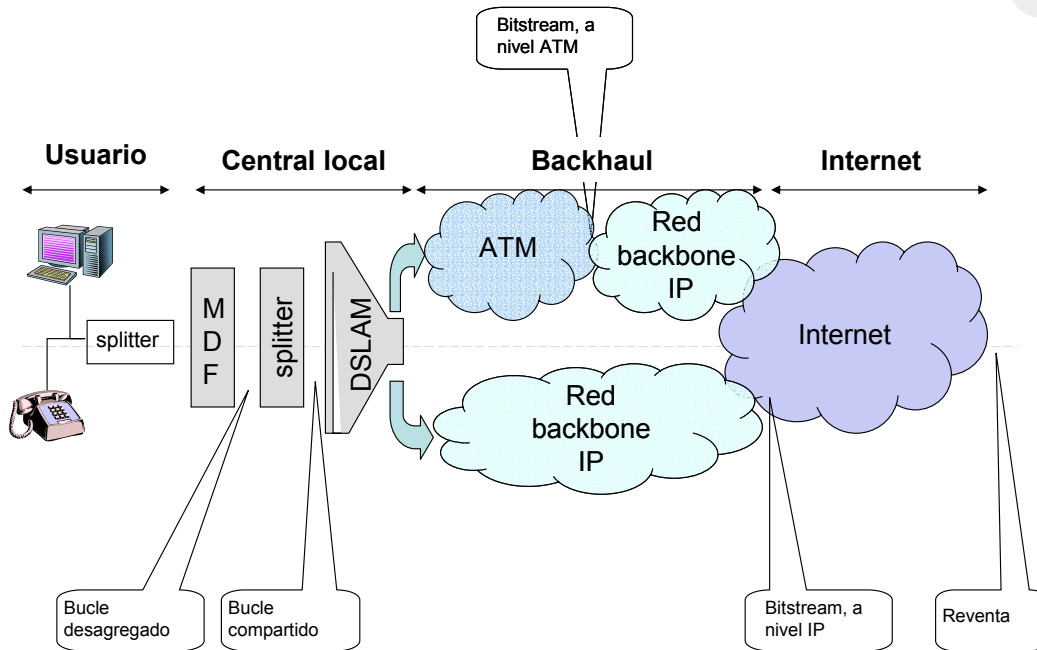 Bitstream, a
nivel ATM
Usuario
Central local
Backhaul
Internet
ATM
Red
backbone
IP
M
D
F
splitter
DSLAM
splitter
Internet
Red
backbone
IP
Bucle
desagregado
Bucle
compartido
Bitstream, a
nivel IP
Reventa